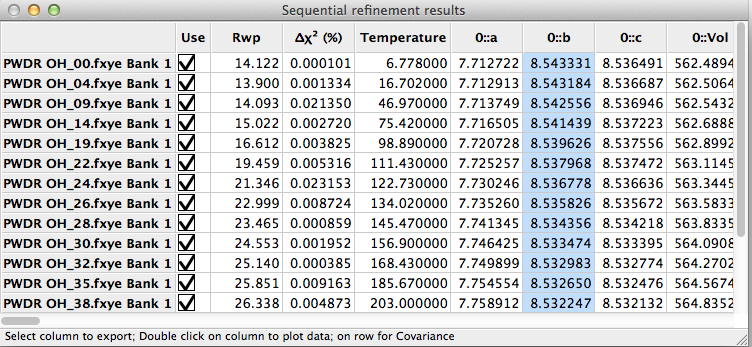 Sequential refinement results
Use Rwp Δχ² (%) Temperature 0::a 0::b 0::c 0::Vol
PWDR OH_00.fxye Bank 1 14.122 0.000101 6.778000 7.712722 8.543331 8.536491 562.4894
PWDR OH_04.fxye Bank 1 13.900 0.001334 16.702000 7.712913 8.543184 8.536687 562.5064
PWDR OH_09.fxye Bank 1 14.093 0.021350 46.970000 7.713749 8.542556 8.536946 562.5432
PWDR OH_14.fxye Bank 1 15.022 0.002720 75.420000 7.716505 8.541439 8.537223 562.6888
PWDR OH_19.fxye Bank 1 16.612 0.003825 98.890000 7.720728 8.539626 8.537556 562.8992
PWDR OH_22.fxye Bank 1 19.459 0.005316 111.430000 7.725257 8.537968 8.537472 563.1145
PWDR OH_24.fxye Bank 1 21.346 0.023153 122.730000 7.730246 8.536778 8.536636 563.3445
PWDR OH_26.fxye Bank 1 22.999 0.008724 134.020000 7.735260 8.535826 8.535672 563.5833
PWDR OH_28.fxye Bank 1 23.465 0.000859 145.470000 7.741345 8.534356 8.534218 563.8335
PWDR OH_30.fxye Bank 1 24.553 0.001952 156.900000 7.746425 8.533474 8.533395 564.0908
PWDR OH_32.fxye Bank 1 25.140 0.000385 168.430000 7.749899 8.532983 8.532774 564.2702
PWDR OH_35.fxye Bank 1 25.851 0.009163 185.670000 7.754554 8.532650 8.532476 564.5674
PWDR OH_38.fxye Bank 1 26.338 0.004873 203.000000 7.758912 8.532247 8.532132 564.8352
Select column to export; Double click on column to plot data; on row for Covariance